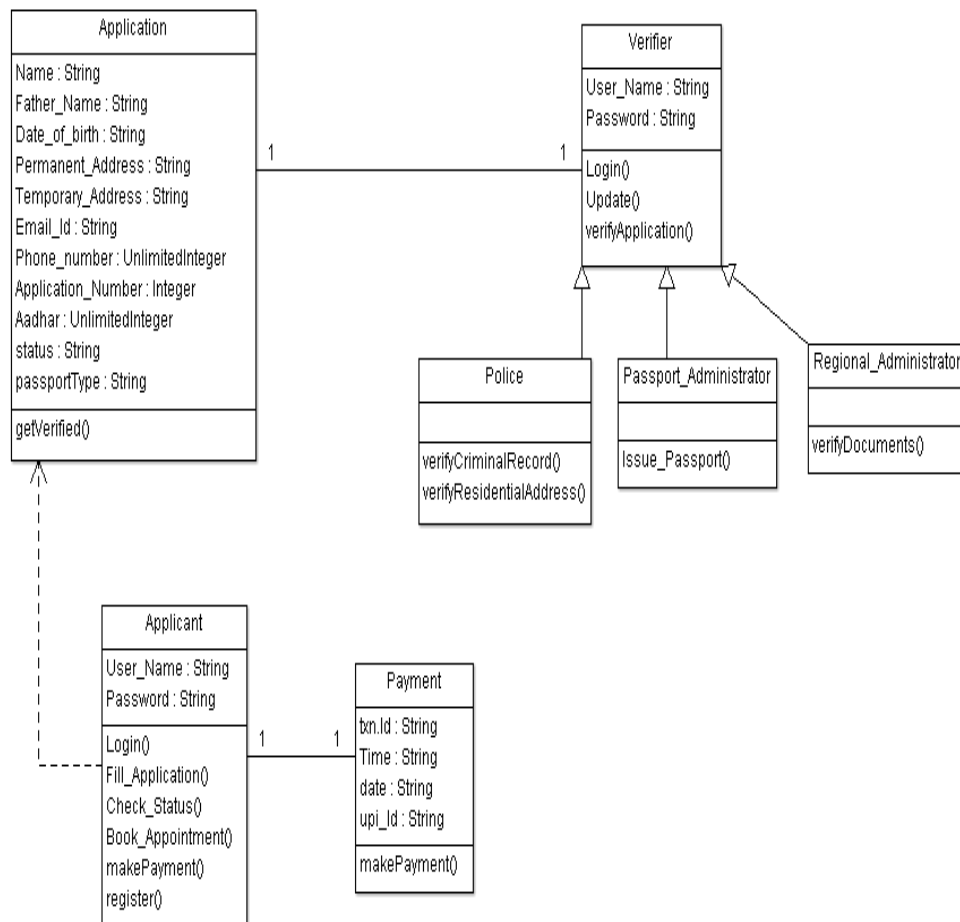 Application
Name : String
Father_Name : String
Date_of_birth : String
Permanent_Address : String
Temporary_Address : String
Email_Id : String
Phone_number : UnlimitedInteger
Application_Number : Integer
Aadhar : UnlimitedInteger
status : String
passportType : String
getVerified()
1
1
Verifier
User_Name : String
Password : String
Login()
Update()
verifyApplication()
Police
verifyCriminalRecord()
verifyResidentialAddress()
Passport_Administrator
Issue_Passport()
Regional_Administrator
verifyDocuments()
Applicant
User_Name : String
Password : String
Login()
Fill_Application()
Check_Status()
Book_Appointment()
makePayment()
register()
1
1
Payment
txn.Id : String
Time : String
date : String
upi_Id : String
makePayment()